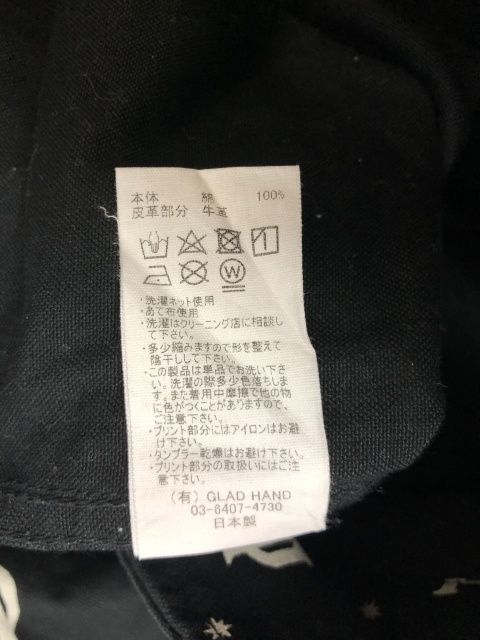 本体 綿 100%
皮革部分 牛革
W
・洗濯ネット使用
・あて布使用
・洗濯はクリーニング店に相談し
て下さい。
・多少縮みますので形を整えて
陰干しして下さい。
・この製品は単品でお洗い下さ
い。洗濯の際多少色落ちしま
す。また着用中摩擦で他の物
に色がつくことがありますので、
ご注意下さい。
・プリント部分にはアイロンはお避
け下さい。
・タンブラー乾燥はお避け下さい。
・プリント部分の取扱いにはご注
意下さい。
(有) GLAD HAND
03-6407-4730
日本製